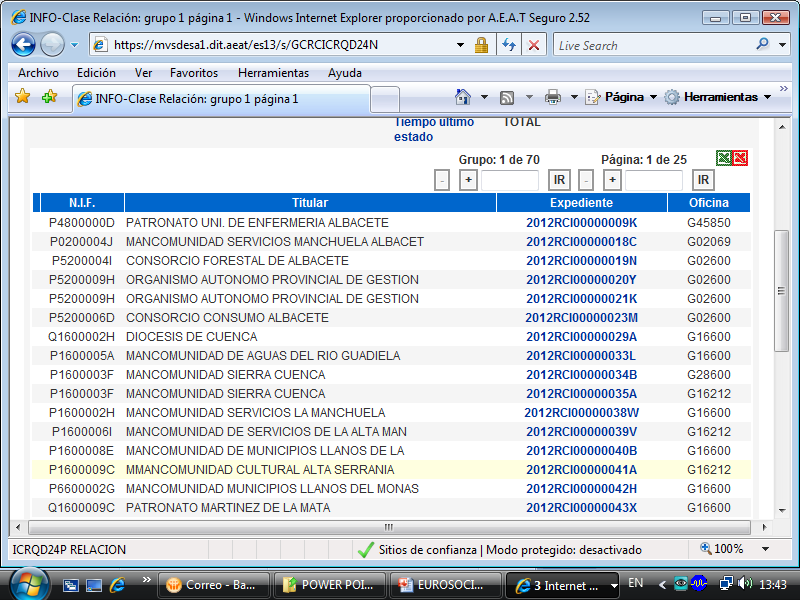 INFO-Clase Relación: grupo 1 página 1 - Windows Internet Explorer proporcionado por A.E.A.T Seguro 2.52
https://mvsdesa1.dit.aeat/es13/s/GCRCICRQD24N Live Search
Archivo Edición Ver Favoritos Herramientas Ayuda
INFO-Clase Relación: grupo 1 página 1 Página Herramientas
Tiempo último estado TOTAL
Grupo: 1 de 70 Página: 1 de 25
- + IR - + IR
N.I.F. Titular Expediente Oficina
P4800000D PATRONATO UNI. DE ENFERMERIA ALBACETE 2012RCI00000009K G45850
P0200004J MANCOMUNIDAD SERVICIOS MANCHUELA ALBACET 2012RCI00000018C G02069
P5200004I CONSORCIO FORESTAL DE ALBACETE 2012RCI00000019N G02600
P5200009H ORGANISMO AUTONOMO PROVINCIAL DE GESTION 2012RCI00000020Y G02600
P5200009H ORGANISMO AUTONOMO PROVINCIAL DE GESTION 2012RCI00000021K G02600
P5200006D CONSORCIO CONSUMO ALBACETE 2012RCI00000023M G02600
Q1600002H DIOCESIS DE CUENCA 2012RCI00000029A G16600
P1600005A MANCOMUNIDAD DE AGUAS DEL RIO GUADIELA 2012RCI00000033L G16600
P1600003F MANCOMUNIDAD SIERRA CUENCA 2012RCI00000034B G28600
P1600003F MANCOMUNIDAD SIERRA CUENCA 2012RCI00000035A G16212
P1600002H MANCOMUNIDAD SERVICIOS LA MANCHUELA 2012RCI00000038W G16600
P1600006I MANCOMUNIDAD DE SERVICIOS DE LA ALTA MAN 2012RCI00000039V G16212
P1600008E MANCOMUNIDAD DE MUNICIPIOS LLANOS DE LA 2012RCI00000040B G16600
P1600009C MMANCOMUNIDAD CULTURAL ALTA SERRANIA 2012RCI00000041A G16212
P6600002G MANCOMUNIDAD MUNICIPIOS LLANOS DEL MONAS 2012RCI00000042H G16600
Q1600009C PATRONATO MARTINEZ DE LA MATA 2012RCI00000043X G16600
ICRQD24P RELACION Sitios de confianza | Modo protegido: desactivado 100%
Correo - Ba... POWER POI... EUROSOCI... 3 Internet ... EN 13:43